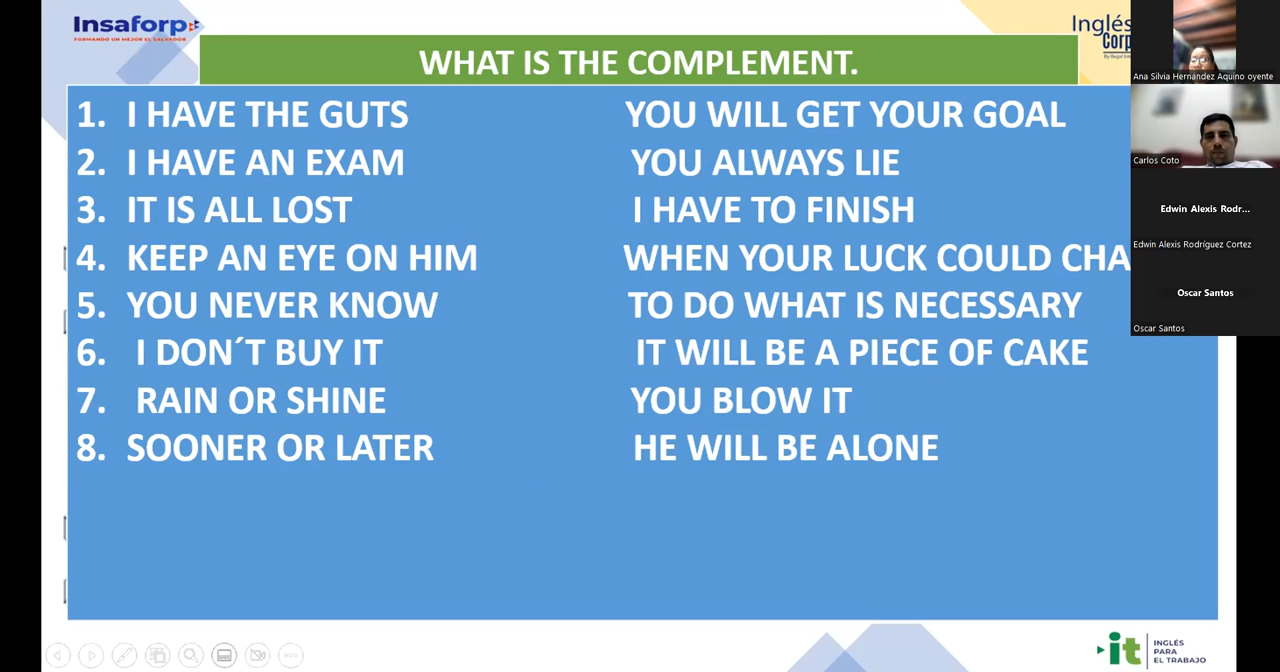 Insaforp
FORMANDO UN MEJOR EL SALVADOR
Inglés
Corp
WHAT IS THE COMPLEMENT.
1. I HAVE THE GUTS YOU WILL GET YOUR GOAL
2. I HAVE AN EXAM YOU ALWAYS LIE
3. IT IS ALL LOST I HAVE TO FINISH
4. KEEP AN EYE ON HIM WHEN YOUR LUCK COULD CHA
5. YOU NEVER KNOW TO DO WHAT IS NECESSARY
6. I DON´T BUY IT IT WILL BE A PIECE OF CAKE
7. RAIN OR SHINE YOU BLOW IT
8. SOONER OR LATER HE WILL BE ALONE
Ana Silvia Hernández Aquino oyente
Carlos Coto
Edwin Alexis Rodr...
Edwin Alexis Rodríguez Cortez
Oscar Santos
Oscar Santos
it
INGLÉS
PARA
EL TRABAJO